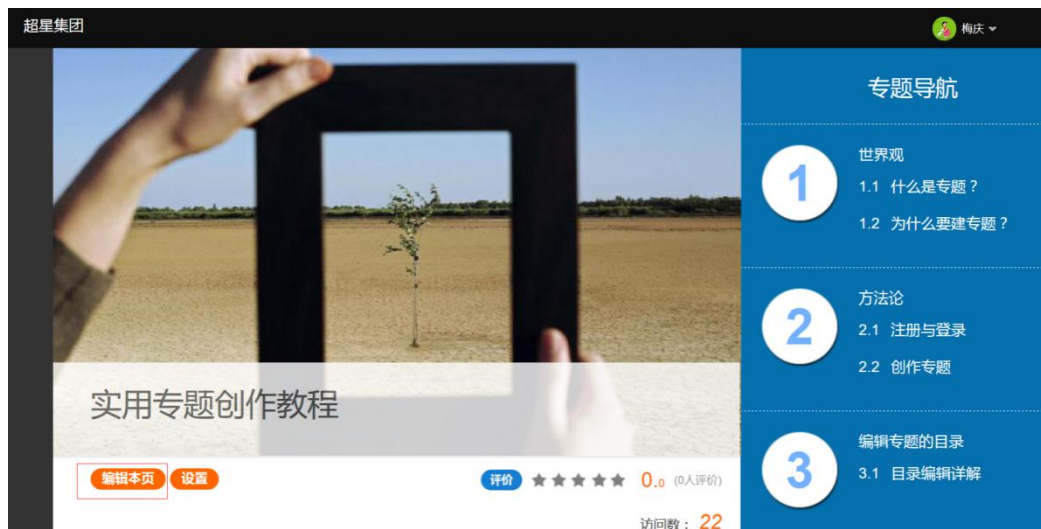 超星集团
梅庆
专题导航
1
世界观
1.1 什么是专题？
1.2 为什么要建专题？
2
方法论
2.1 注册与登录
2.2 创作专题
3
编辑专题的目录
3.1 目录编辑详解
实用专题创作教程
编辑本页 设置
评价 0.0 (0人评价)
访问数： 22